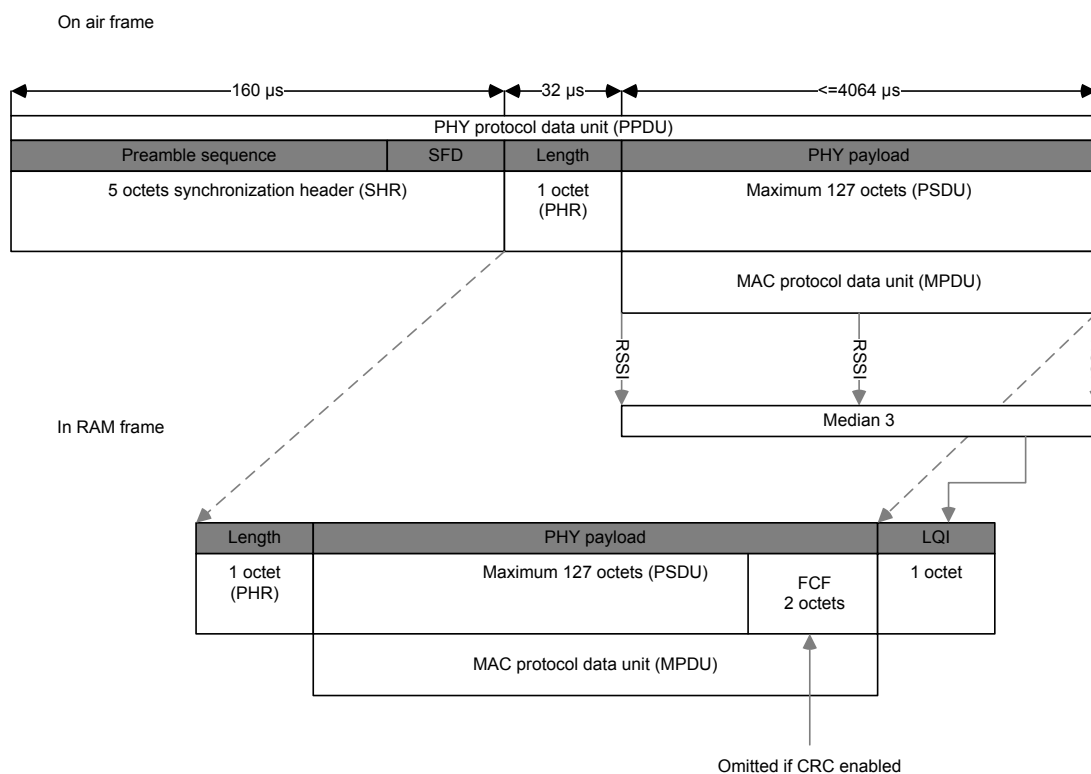 On air frame
160 µs
32 µs
<=4064 µs
PHY protocol data unit (PPDU)
Preamble sequence
SFD
Length
PHY payload
5 octets synchronization header (SHR)
1 octet
(PHR)
Maximum 127 octets (PSDU)
MAC protocol data unit (MPDU)
RSSI
RSSI
In RAM frame
Median 3
Length
PHY payload
LQI
1 octet
(PHR)
Maximum 127 octets (PSDU)
FCF
2 octets
1 octet
MAC protocol data unit (MPDU)
Omitted if CRC enabled